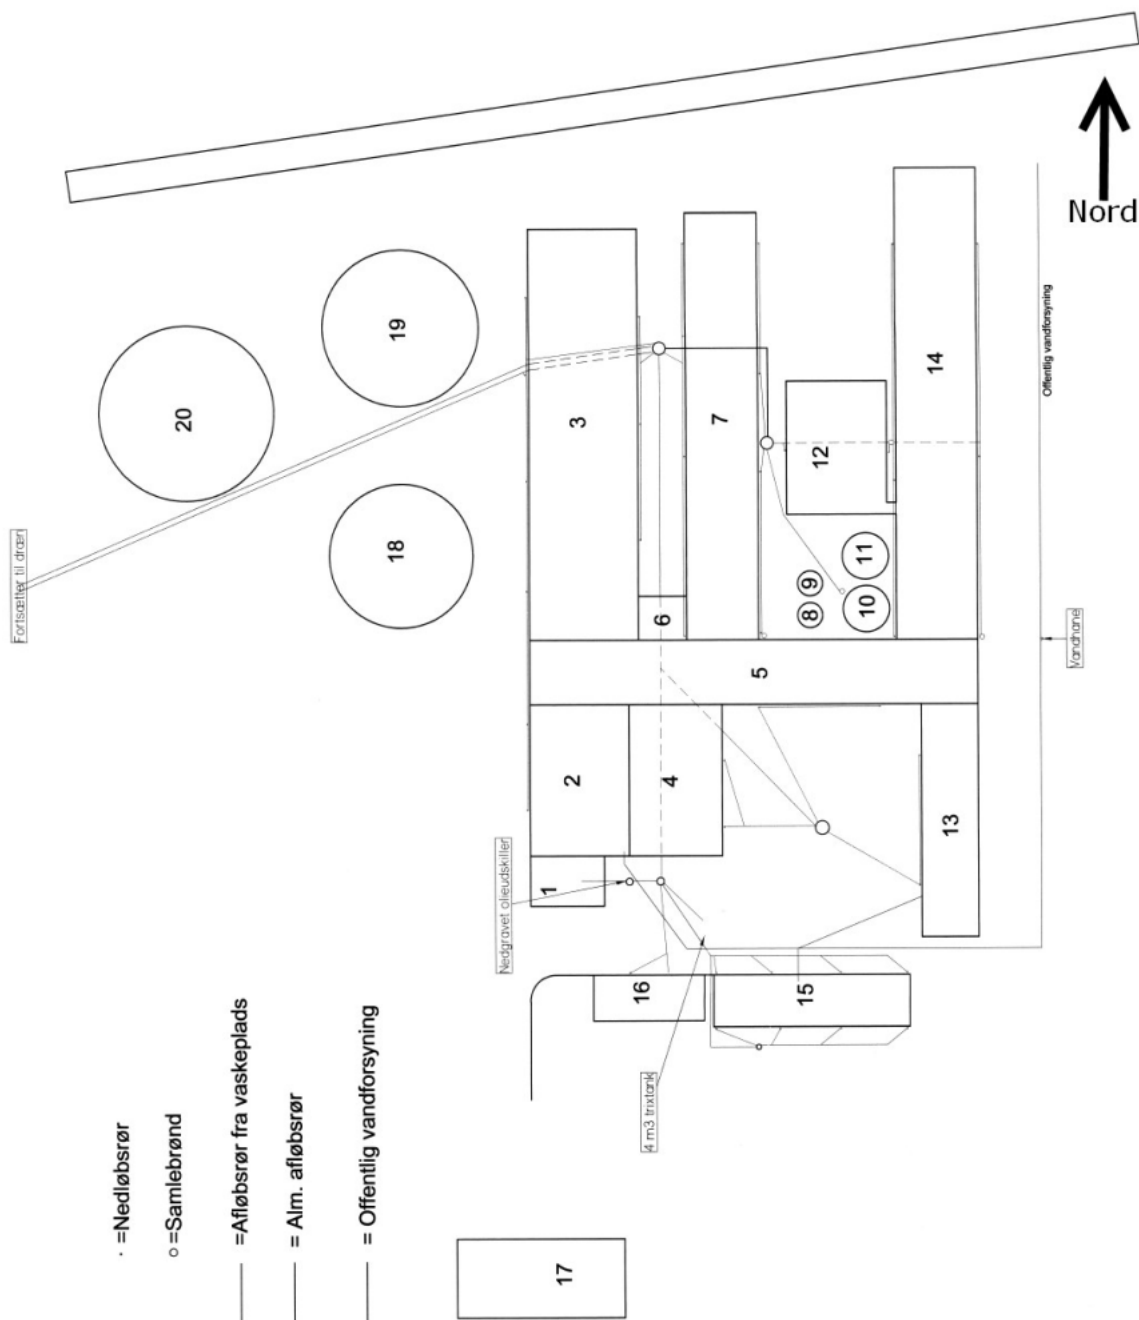 Nord
Fortsætter til dræn
20
19
18
3
7
14
12
11
10
9
8
6
5
Offentlig vandforsyning
Vandhane
2
4
13
1
Nedgravet olieudskiller
16
15
4 m3 trixtank
17
· =Nedløbsrør
o =Samlebrønd
=Afløbsrør fra vaskeplads
= Alm. afløbsrør
= Offentlig vandforsyning